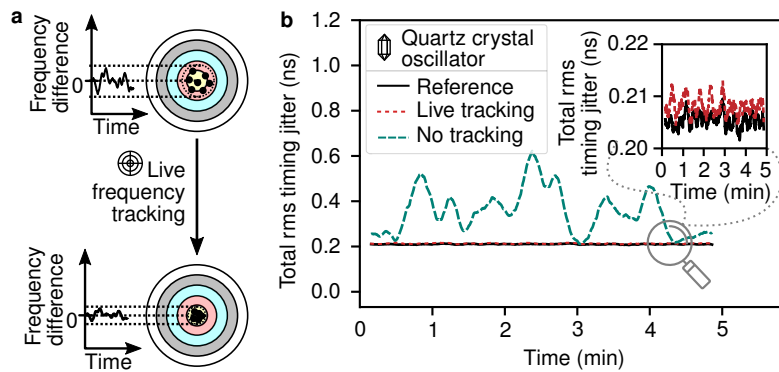 a
Frequency
difference
0
Time
Live
frequency
tracking
Frequency
difference
0
Time
b
Total rms timing jitter (ns)
1.2
1.0
0.8
0.6
0.4
0.2
0.0
1
2
3
4
5
Time (min)
Quartz crystal
oscillator
Reference
Live tracking
No tracking
Total rms
timing jitter (ns)
0.22
0.21
0.20
0
1
2
3
4
5
Time (min)